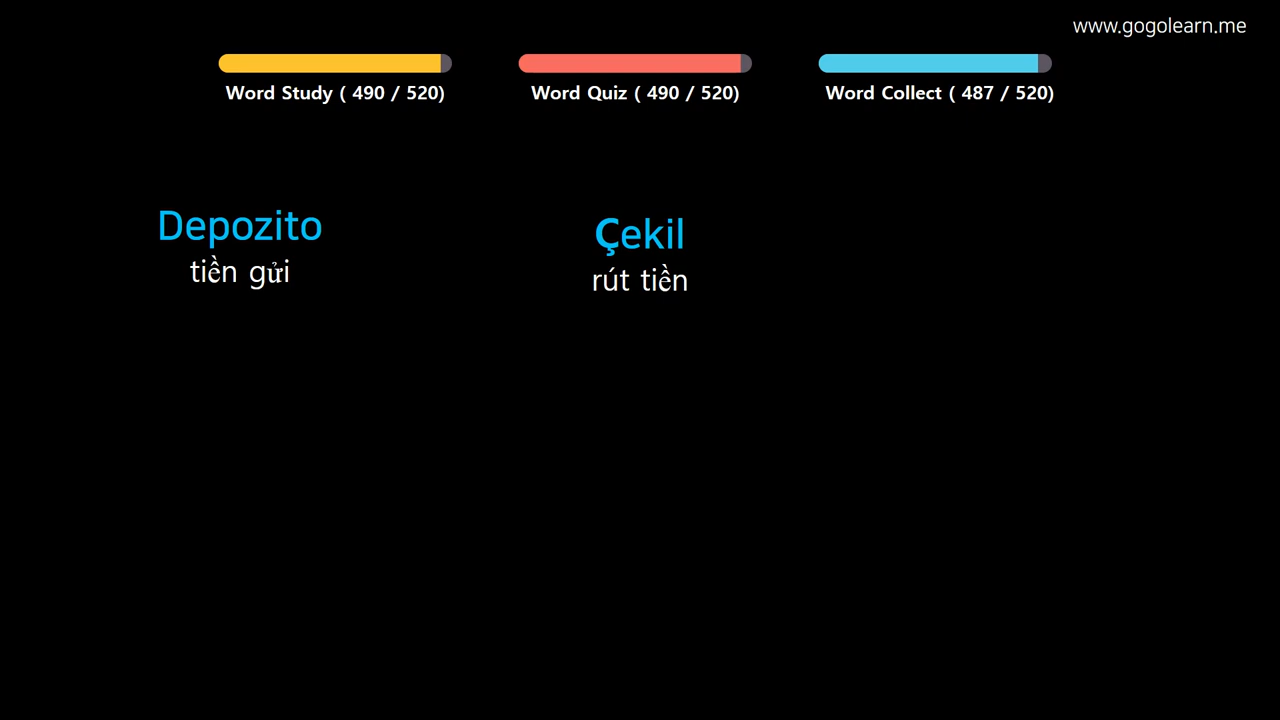 www.gogolearn.me
Word Study ( 490 / 520)
Word Quiz ( 490 / 520)
Word Collect ( 487 / 520)
Depozito
tiền gửi
Çekil
rút tiền